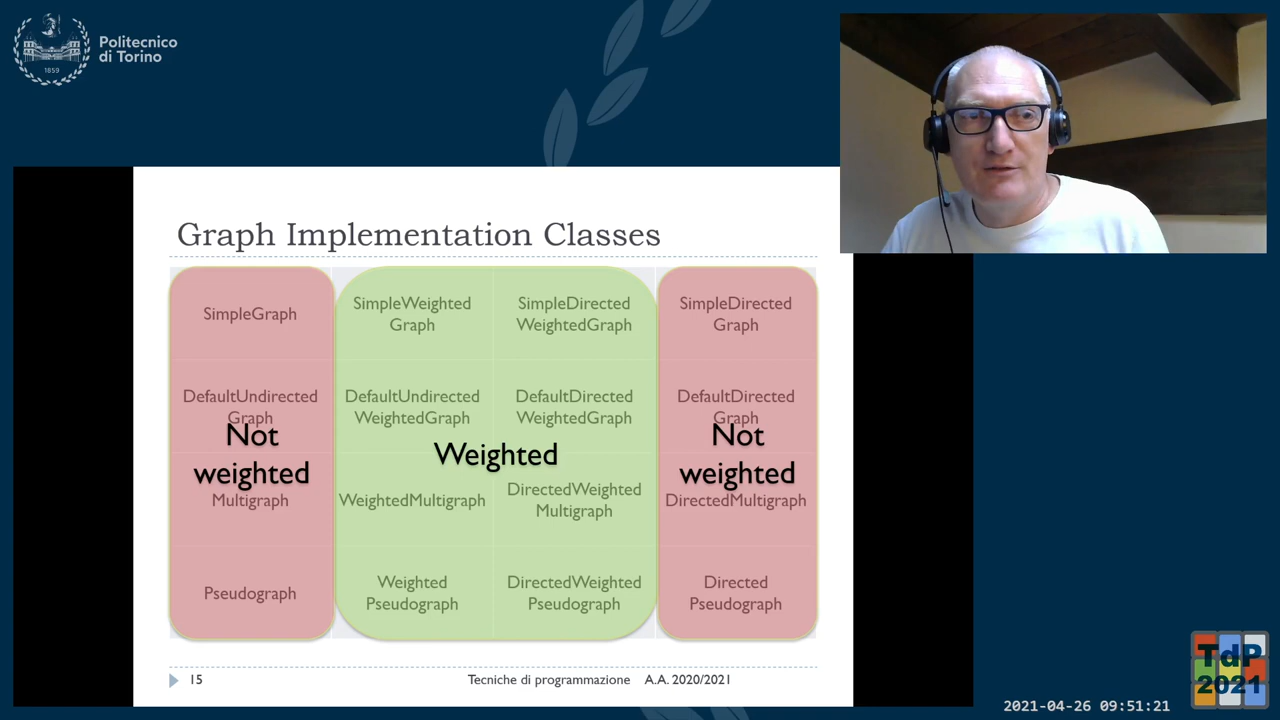 Politecnico
di Torino
1859
Graph Implementation Classes
SimpleGraph
SimpleWeighted
Graph
SimpleDirected
WeightedGraph
SimpleDirected
Graph
DefaultUndirected
Graph
DefaultUndirected
WeightedGraph
DefaultDirected
WeightedGraph
DefaultDirected
Graph
Not
weighted
Weighted
Not
weighted
Multigraph
WeightedMultigraph
DirectedWeighted
Multigraph
DirectedMultigraph
Pseudograph
Weighted
Pseudograph
DirectedWeighted
Pseudograph
Directed
Pseudograph
15
Tecniche di programmazione A.A. 2020/2021
TdP
2021
2021-04-26 09:51:21